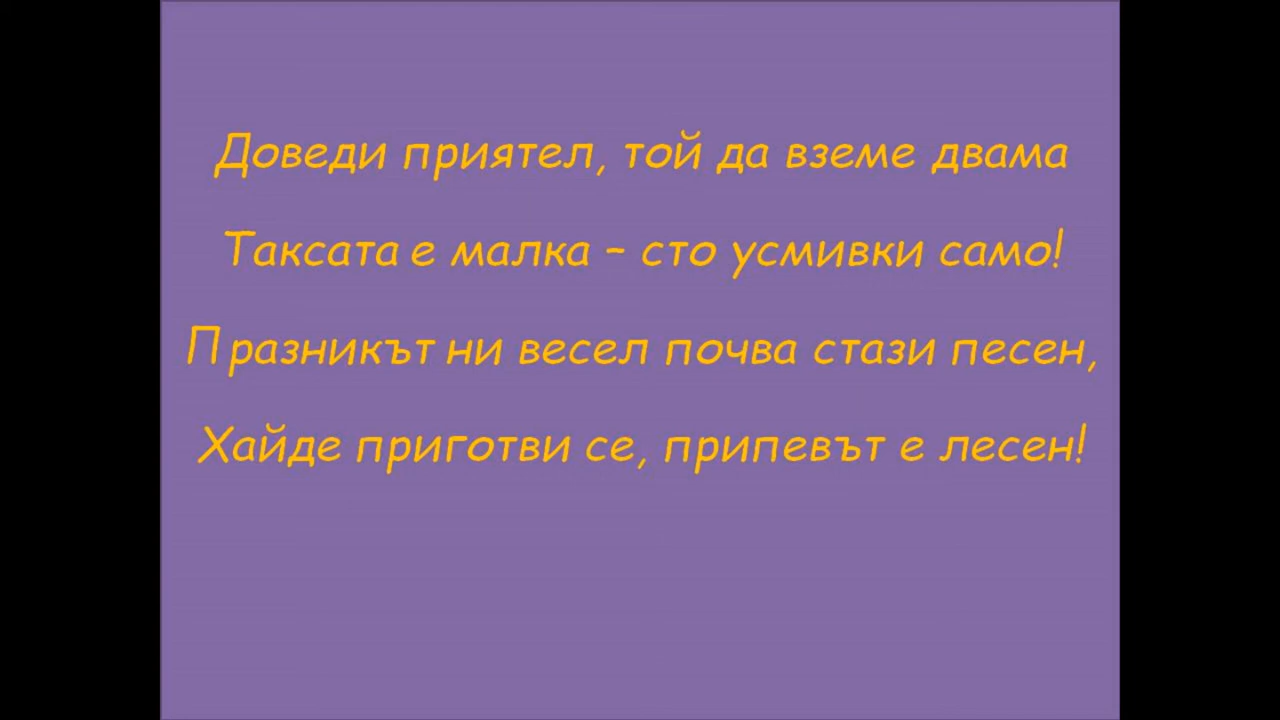 Доведи приятел, той да вземе двама
Таксата е малка – сто усмивки само!
Празникът ни весел почва стази песен,
Хайде приготви се, припевът е лесен!